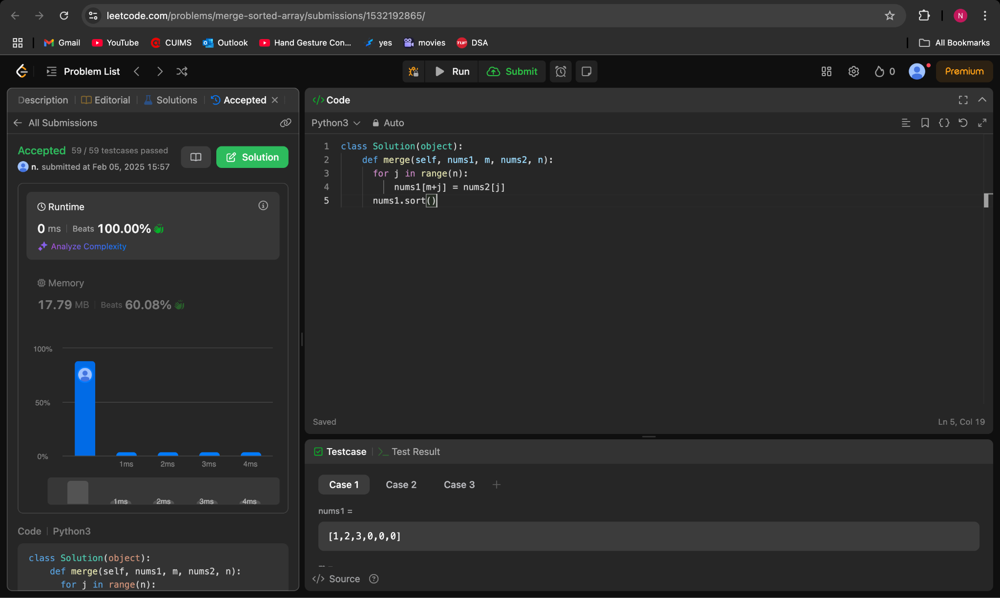 leetcode.com/problems/merge-sorted-array/submissions/1532192865/
N
Gmail YouTube CUIMS Outlook Hand Gesture Con... yes movies TUF DSA All Bookmarks
Problem List Run Submit 0 Premium
Description Editorial Solutions Accepted
All Submissions
Accepted 59 / 59 testcases passed
n. submitted at Feb 05, 2025 15:57
Solution
Runtime
0 ms Beats 100.00%
Analyze Complexity
Memory
17.79 MB Beats 60.08%
100%
50%
0%
1ms 2ms 3ms 4ms
1ms 2ms 3ms 4ms
Code Python3
class Solution(object):
def merge(self, nums1, m, nums2, n):
for j in range(n):
</> Code
Python3 Auto
1 class Solution(object):
2 def merge(self, nums1, m, nums2, n):
3 for j in range(n):
4 nums1[m+j] = nums2[j]
5 nums1.sort()
Saved Ln 5, Col 19
Testcase Test Result
Case 1 Case 2 Case 3 +
nums1 =
[1,2,3,0,0,0]
</> Source ?